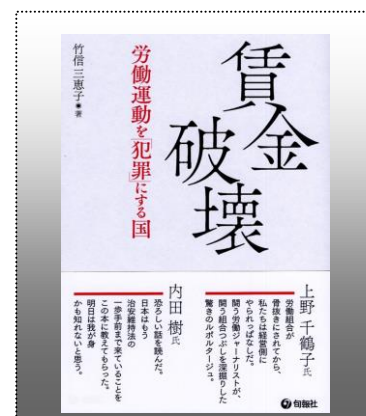 賃金
破壊
労働運動を「犯罪」にする国
竹信三恵子●著
上野 千鶴子氏
労働組合が
骨抜きにされてから、
私たちは経営側に
やられっぱなしだ。
闘う労働ジャーナリストが、
闘う組合つぶしを深掘りした
驚きのルポルタージュ。
内田 樹氏
恐ろしい話を読んだ。
日本はもう
治安維持法の
一歩手前まで来ていることを
この本に教えてもらった。
明日は我が身
かも知れないと思う。
旬報社